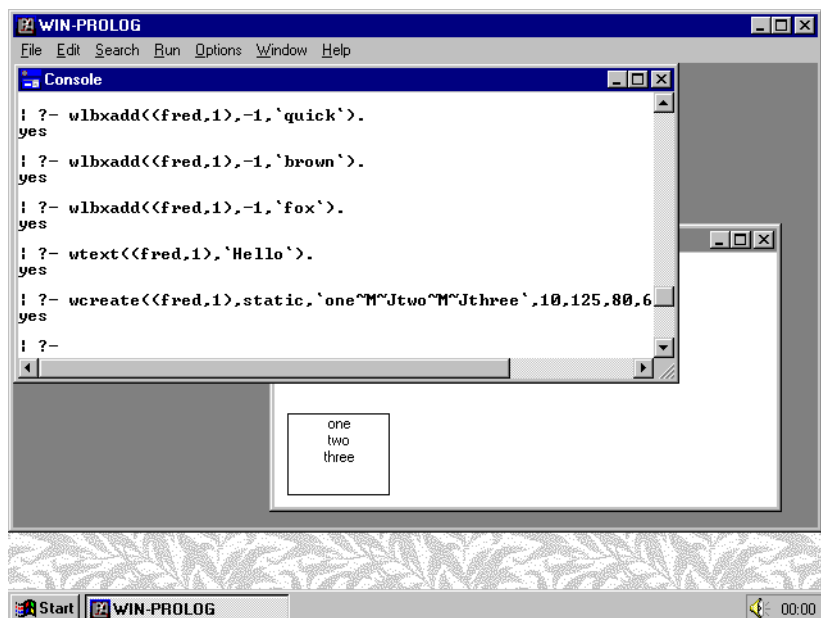 WIN-PROLOG
File Edit Search Run Options Window Help
Console
| ?- wlbxadd((fred,1),-1,`quick`).
yes
| ?- wlbxadd((fred,1),-1,`brown`).
yes
| ?- wlbxadd((fred,1),-1,`fox`).
yes
| ?- wtext((fred,1),`Hello`).
yes
| ?- wcreate((fred,1),static,`one~M~Jtwo~M~Jthree`,10,125,80,6
yes
| ?-
one
two
three
Start WIN-PROLOG 00:00